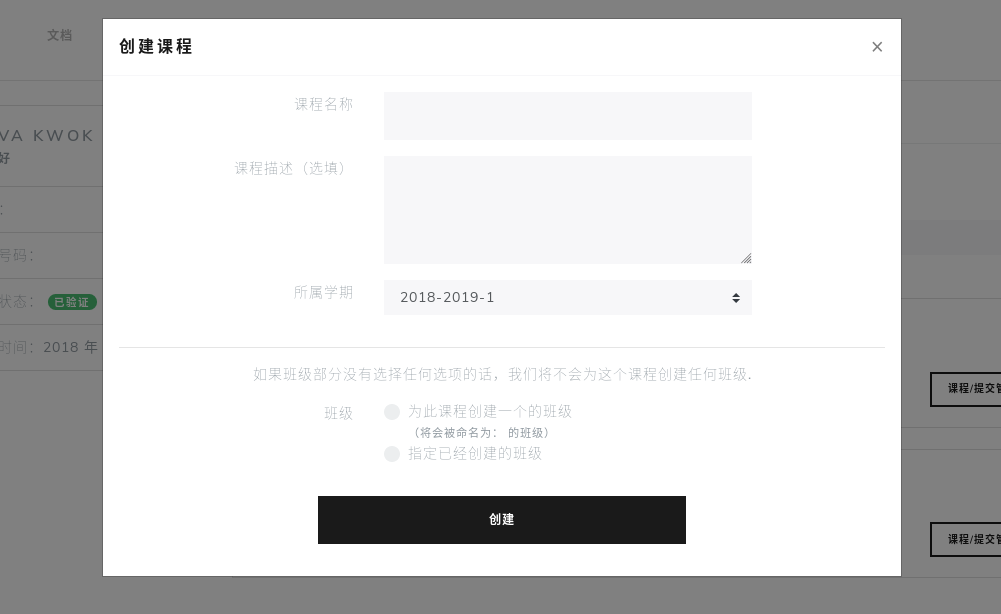 文档
创建课程
×
VA KWOK
好
课程名称
课程描述（选填）
:
号码：
所属学期
2018-2019-1
状态：
已验证
时间：2018 年
如果班级部分没有选择任何选项的话，我们将不会为这个课程创建任何班级.
课程/提交管
班级
为此课程创建一个的班级
（将会被命名为： 的班级）
指定已经创建的班级
创建
课程/提交管